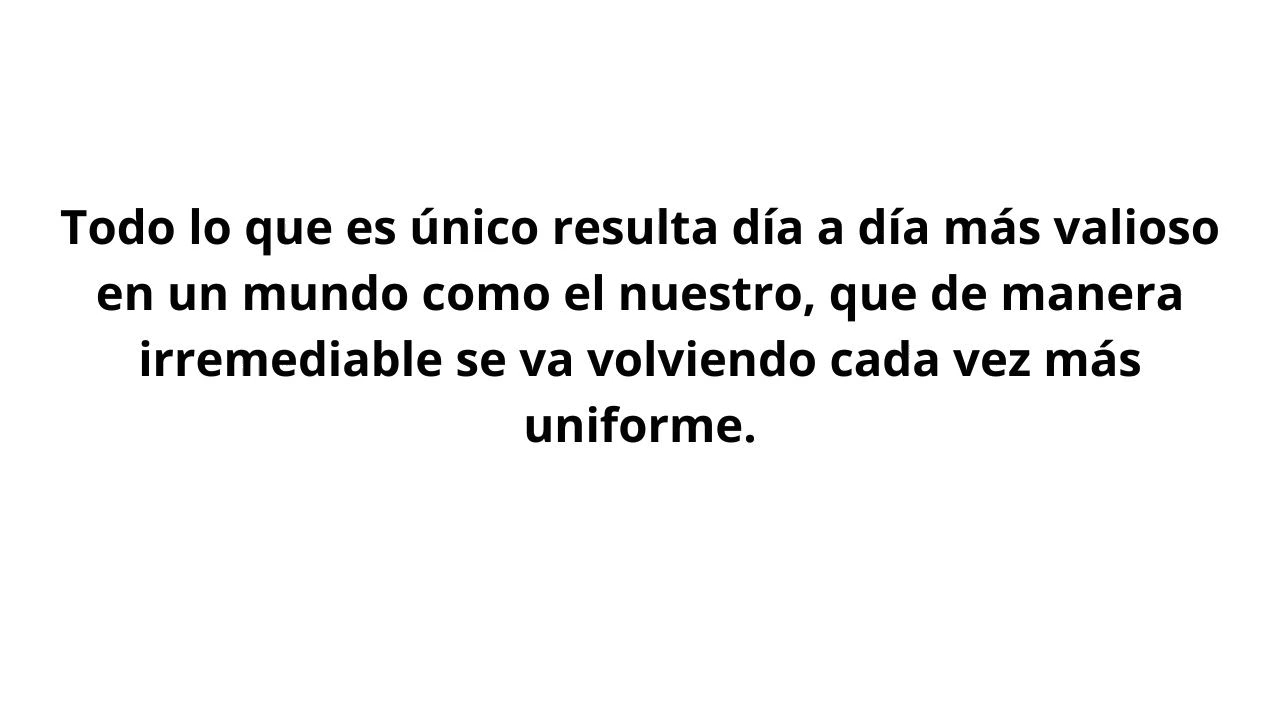 Todo lo que es único resulta día a día más valioso
en un mundo como el nuestro, que de manera
irremediable se va volviendo cada vez más
uniforme.